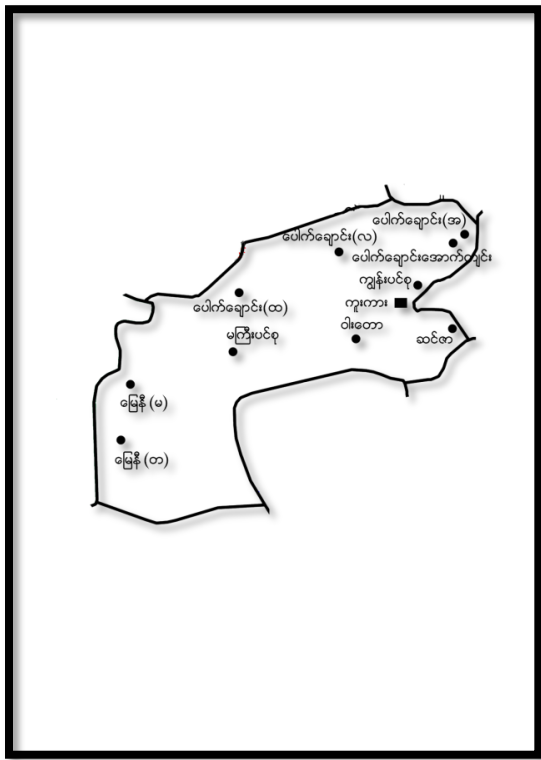 ပေါက်ချောင်း(အ)
ပေါက်ချောင်း(လ)
ပေါက်ချောင်းအောက်ကျင်း
ကျွန်းပင်စု
ကူးကား
ပေါက်ချောင်း(ထ)
ဝါးတော
မကြီးပင်စု
ဆင်ဇာ
မြေနီ (မ)
မြေနီ (တ)